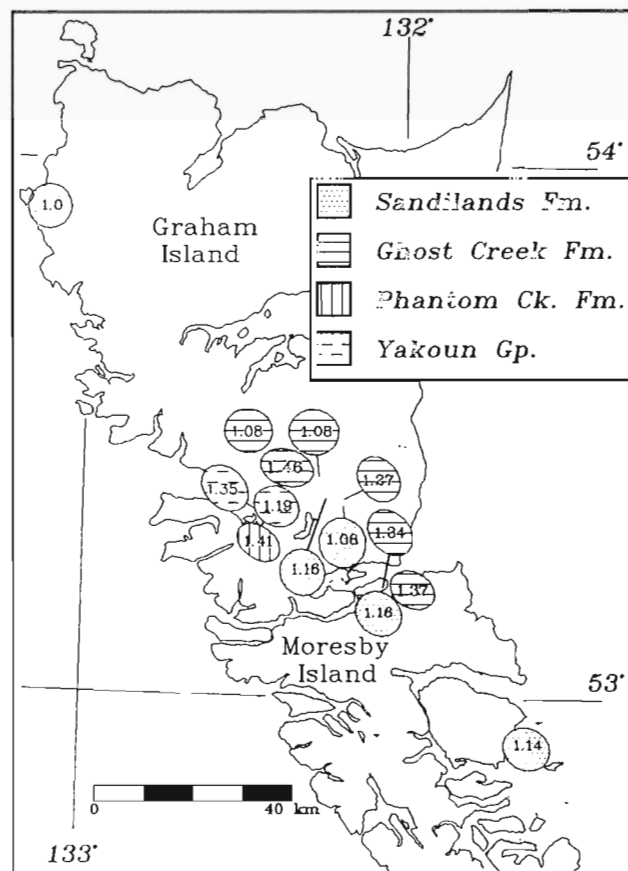 132°
54°
1.0
Graham
Island
Sandilands Fm.
Ghost Creek Fm.
Phantom Ck. Fm.
Yakoun Gp.
1.08
1.08
1.46
1.27
1.35
1.19
1.41
1.08
1.34
1.16
1.37
1.16
Moresby
Island
53°
1.14
0
40
km
133°